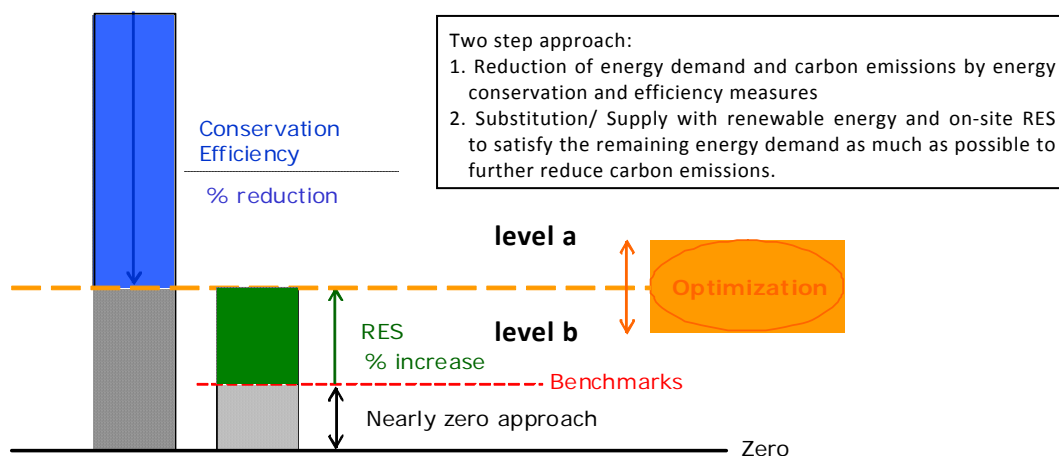 Two step approach:
1. Reduction of energy demand and carbon emissions by energy
conservation and efficiency measures
2. Substitution/ Supply with renewable energy and on-site RES
to satisfy the remaining energy demand as much as possible to
further reduce carbon emissions.
Conservation
Efficiency
% reduction
level a
Optimization
level b
RES
% increase
Benchmarks
Nearly zero approach
Zero